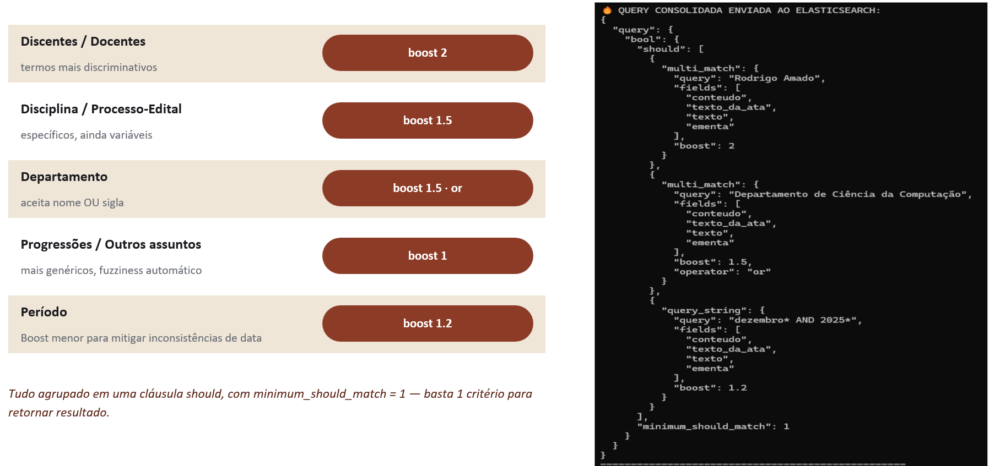 Discentes / Docentes
termos mais discriminativos
boost 2
Disciplina / Processo-Edital
específicos, ainda variáveis
boost 1.5
Departamento
aceita nome OU sigla
boost 1.5 · or
Progressões / Outros assuntos
mais genéricos, fuzziness automático
boost 1
Período
Boost menor para mitigar inconsistências de data
boost 1.2
Tudo agrupado em uma cláusula should, com minimum_should_match = 1 — basta 1 critério para
retornar resultado.
🔥 QUERY CONSOLIDADA ENVIADA AO ELASTICSEARCH:
{
  "query": {
    "bool": {
      "should": [
        {
          "multi_match": {
            "query": "Rodrigo Amado",
            "fields": [
              "conteudo",
              "texto_da_ata",
              "texto",
              "ementa"
            ],
            "boost": 2
          }
        },
        {
          "multi_match": {
            "query": "Departamento de Ciência da Computação",
            "fields": [
              "conteudo",
              "texto_da_ata",
              "texto",
              "ementa"
            ],
            "boost": 1.5,
            "operator": "or"
          }
        },
        {
          "query_string": {
            "query": "dezembro* AND 2025*",
            "fields": [
              "conteudo",
              "texto_da_ata",
              "texto",
              "ementa"
            ],
            "boost": 1.2
          }
        }
      ],
      "minimum_should_match": 1
    }
  }
}
==================================================